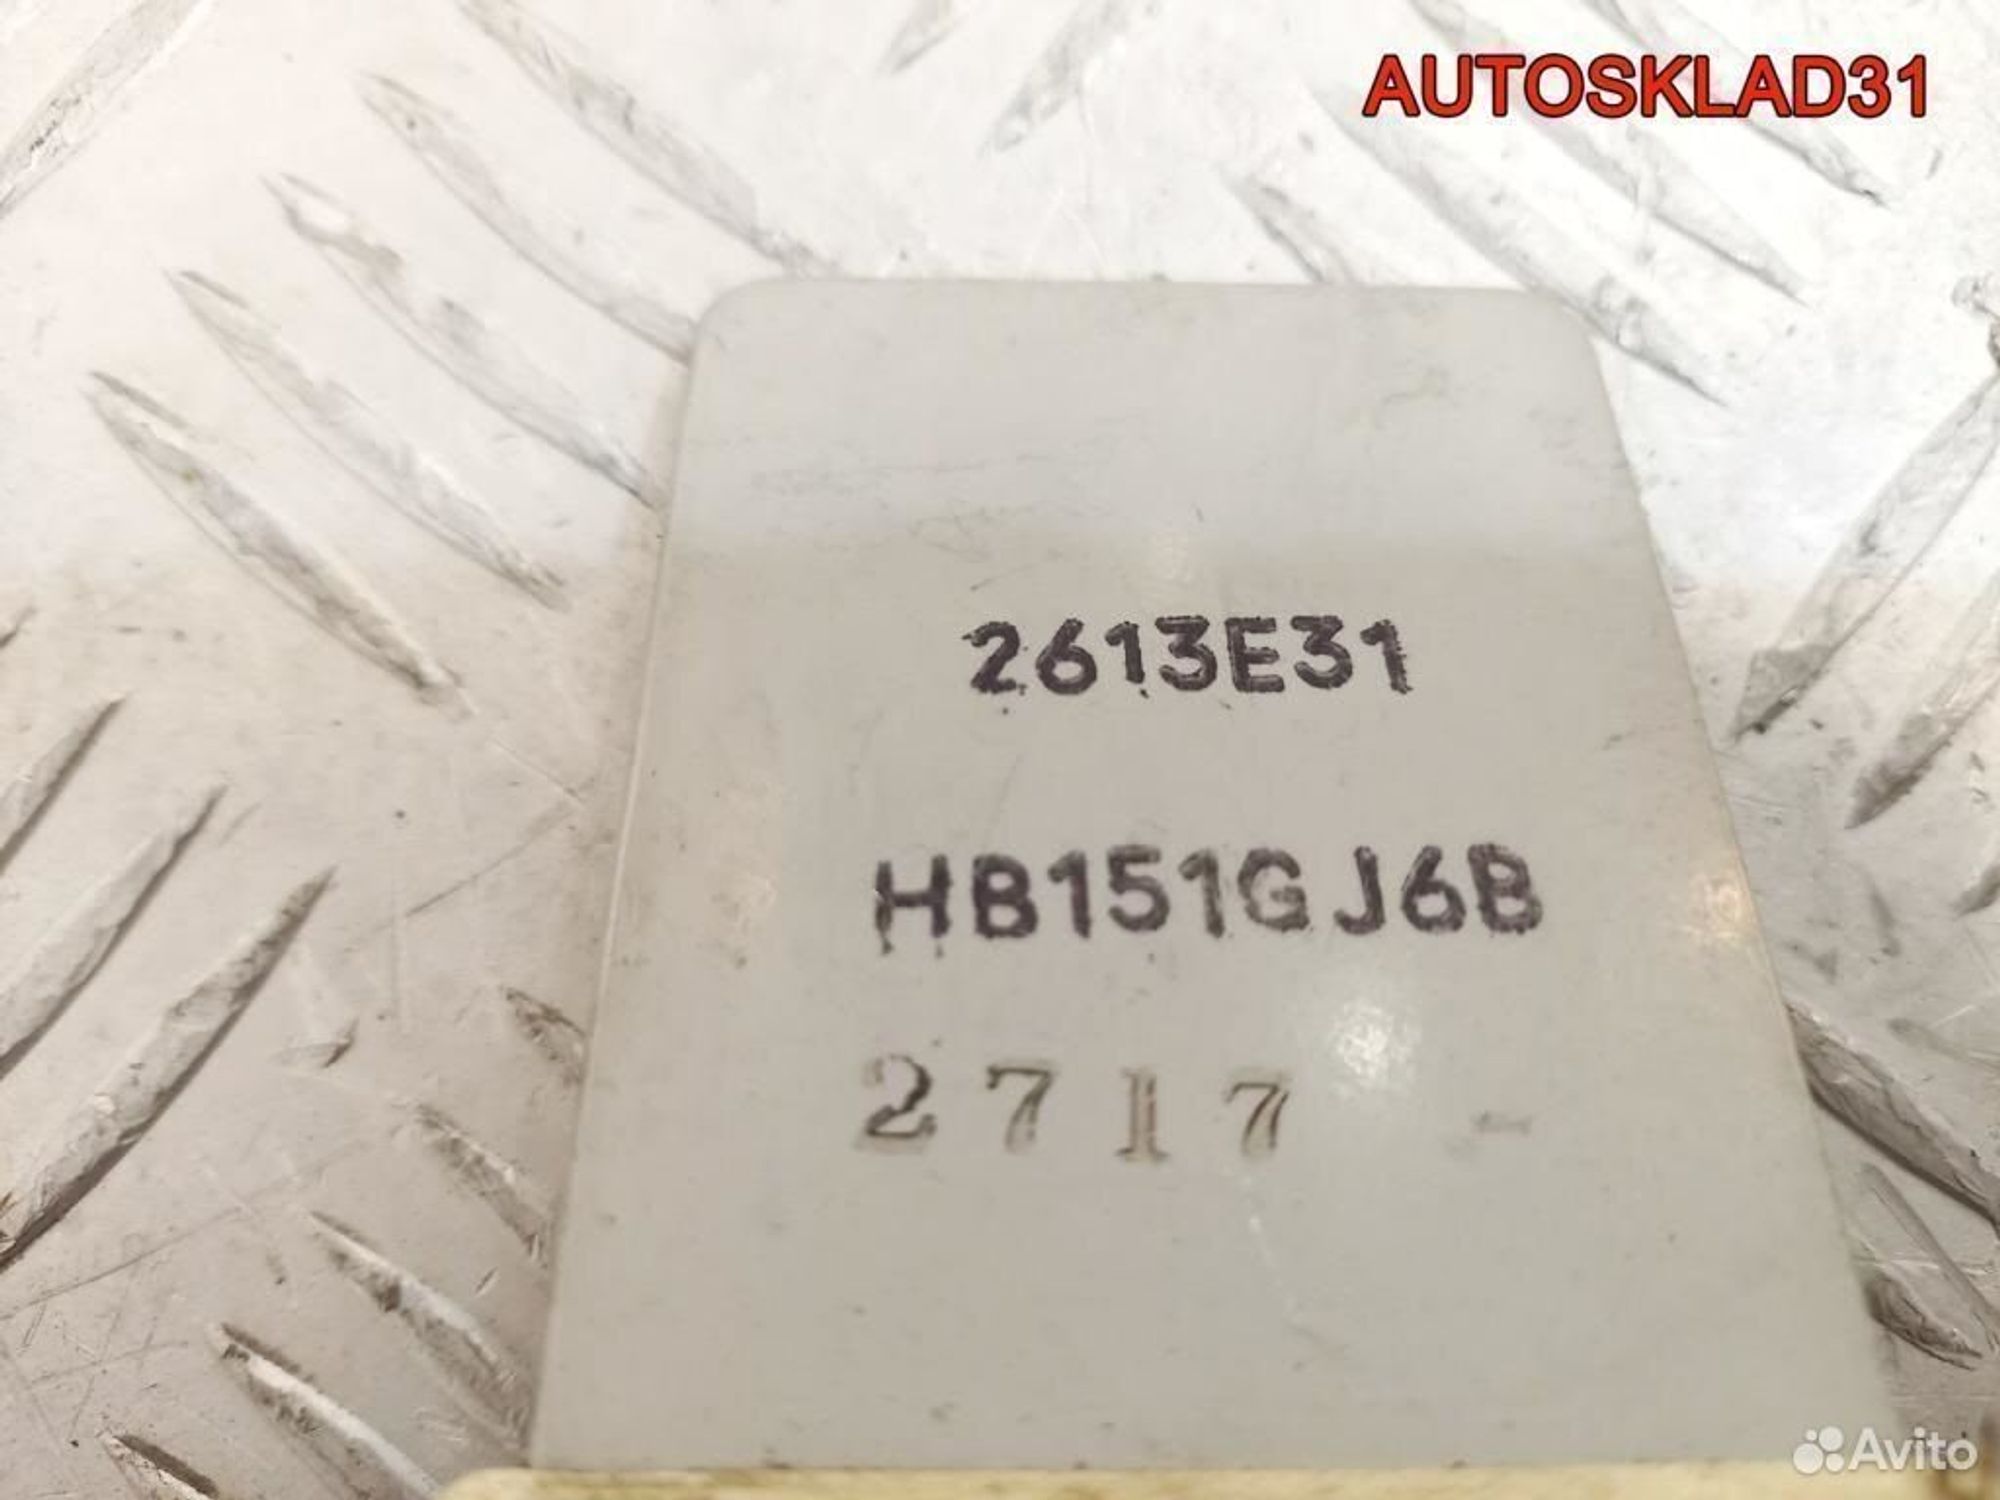 AUTOSKLAD31
2613E31
HB151GJ6B
2717 -
Avito